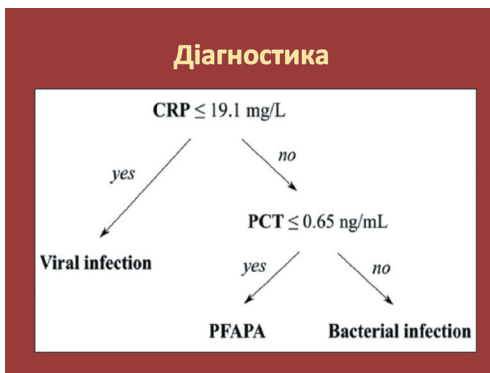 Діагностика
CRP ≤ 19.1 mg/L
yes
no
PCT ≤ 0.65 ng/mL
Viral infection
yes
no
PFAPA
Bacterial infection